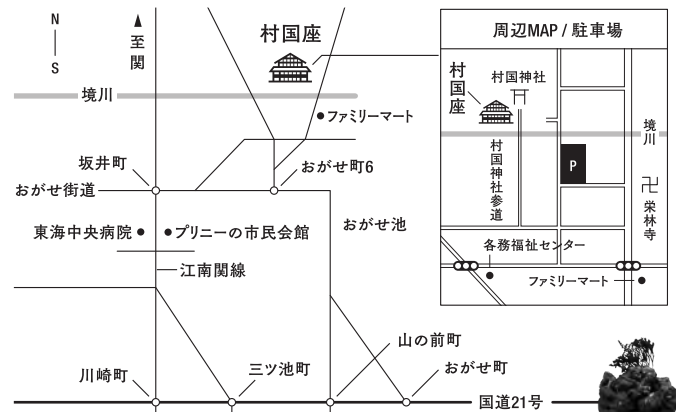 N
S
至関
村国座
境川
ファミリーマート
坂井町
おがせ街道
おがせ町6
東海中央病院
プリニーの市民会館
おがせ池
江南関線
川崎町
三ツ池町
山の前町
おがせ町
国道21号
周辺MAP / 駐車場
村国座
村国神社
境川
P
村国神社参道
卍
栄林寺
各務福祉センター
ファミリーマート